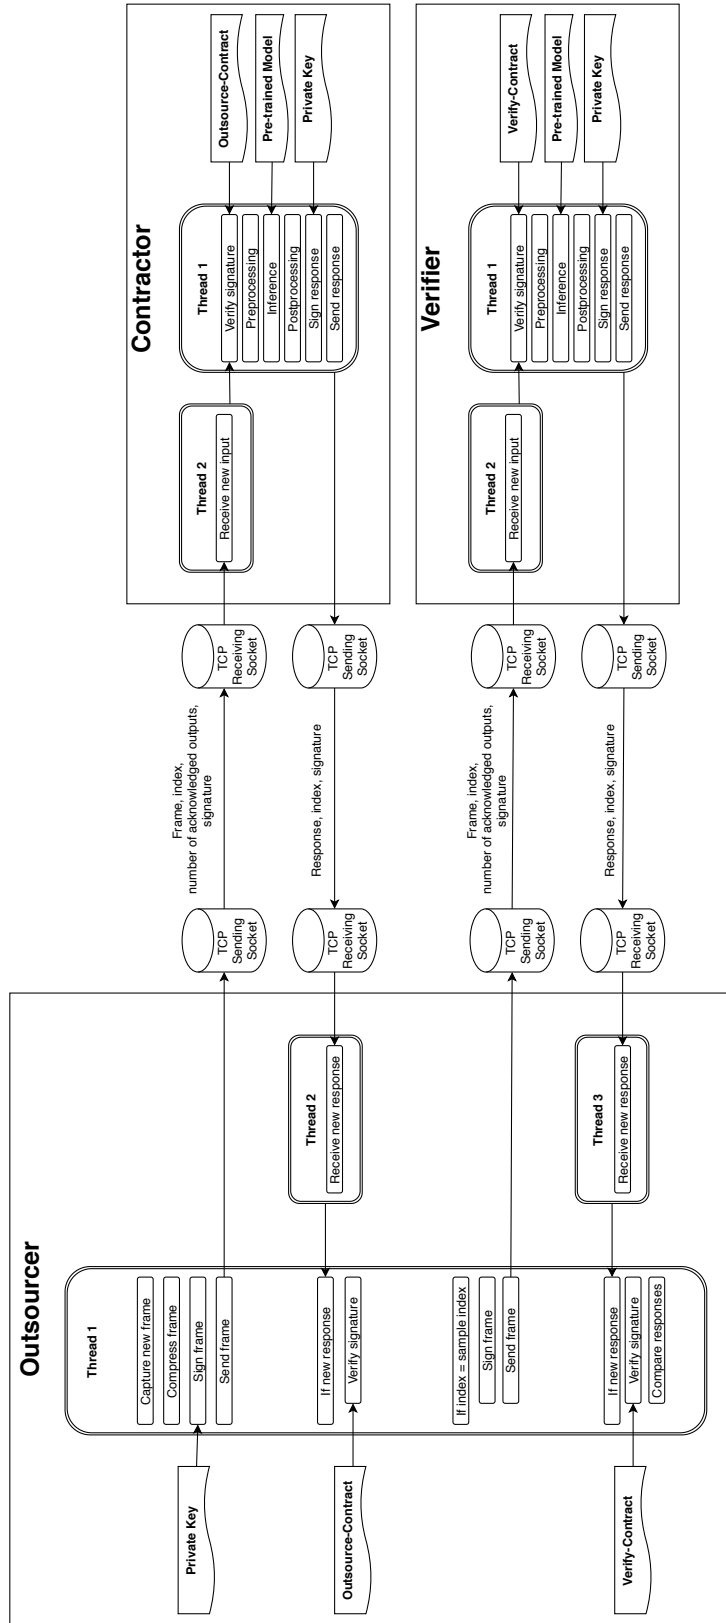 Outsourcer
Thread 1
Capture new frame
Compress frame
Sign frame
Send frame
If new response
Verify signature
If index = sample index
Sign frame
Send frame
If new response
Verify signature
Compare responses
Private Key
Outsource-Contract
Verify-Contract
Thread 2
Receive new response
Thread 3
Receive new response
TCP
Sending
Socket
TCP
Receiving
Socket
TCP
Sending
Socket
TCP
Receiving
Socket
Frame, index,
number of acknowledged outputs,
signature
Response, index, signature
Frame, index,
number of acknowledged outputs,
signature
Response, index, signature
TCP
Receiving
Socket
TCP
Sending
Socket
TCP
Receiving
Socket
TCP
Sending
Socket
Contractor
Thread 2
Receive new input
Thread 1
Verify signature
Preprocessing
Inference
Postprocessing
Sign response
Send response
Outsource-Contract
Pre-trained Model
Private Key
Verifier
Thread 2
Receive new input
Thread 1
Verify signature
Preprocessing
Inference
Postprocessing
Sign response
Send response
Verify-Contract
Pre-trained Model
Private Key